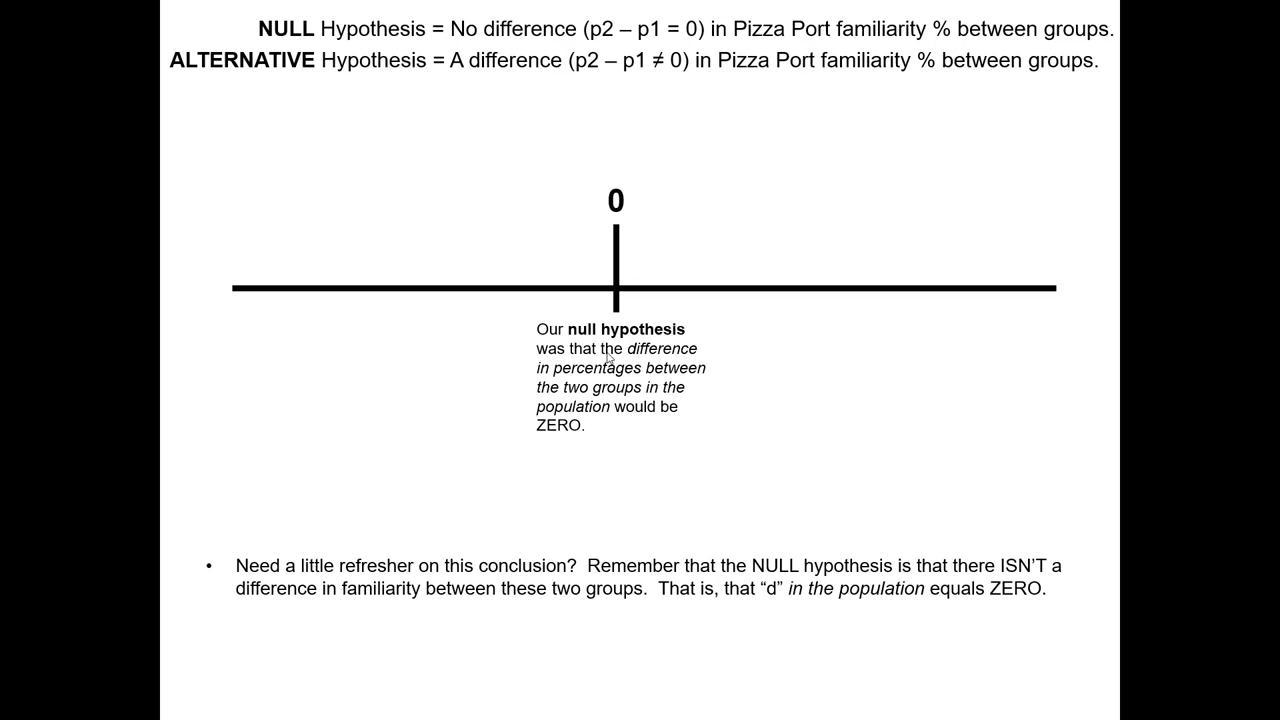 NULL Hypothesis = No difference (p2 – p1 = 0) in Pizza Port familiarity % between groups.
ALTERNATIVE Hypothesis = A difference (p2 – p1 ≠ 0) in Pizza Port familiarity % between groups.
0
Our null hypothesis
was that the difference
in percentages between
the two groups in the
population would be
ZERO.
• Need a little refresher on this conclusion?  Remember that the NULL hypothesis is that there ISN’T a
difference in familiarity between these two groups.  That is, that “d” in the population equals ZERO.